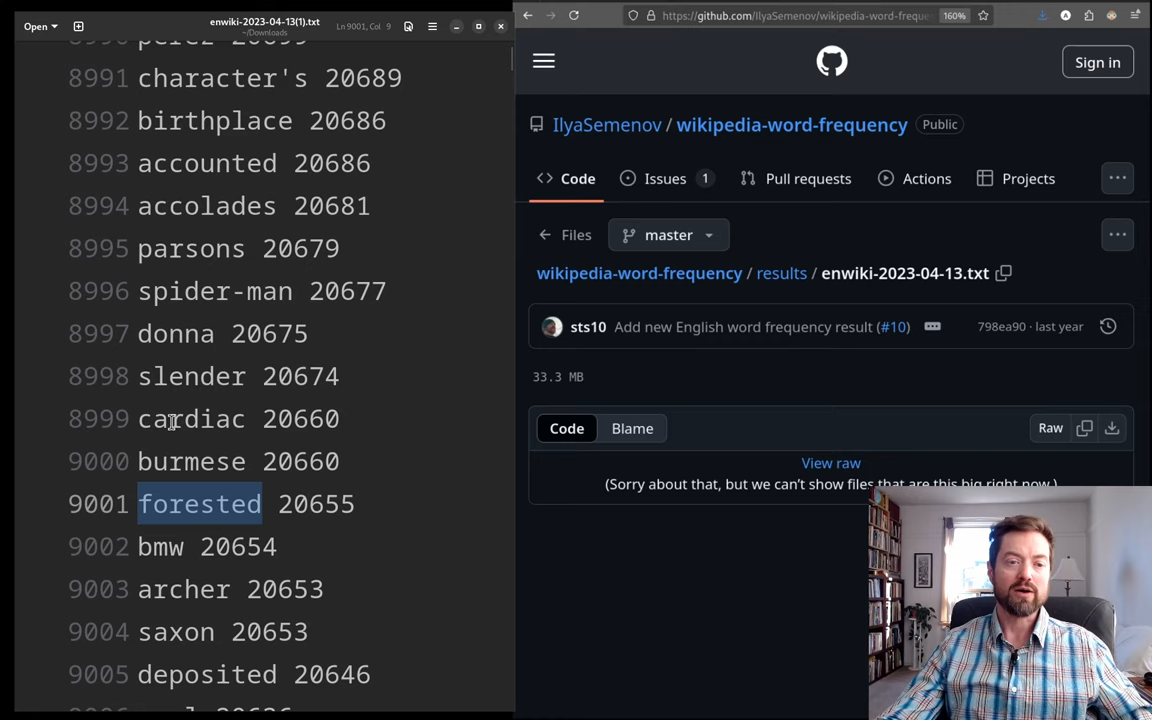 Open
enwiki-2023-04-13(1).txt
~/Downloads
Ln 9001, Col 9
8991 character's 20689
8992 birthplace 20686
8993 accounted 20686
8994 accolades 20681
8995 parsons 20679
8996 spider-man 20677
8997 donna 20675
8998 slender 20674
8999 cardiac 20660
9000 burmese 20660
9001 forested 20655
9002 bmw 20654
9003 archer 20653
9004 saxon 20653
9005 deposited 20646
https://github.com/IlyaSemenov/wikipedia-word-freque
160%
Sign in
IlyaSemenov / wikipedia-word-frequency Public
Code Issues 1 Pull requests Actions Projects
Files master
wikipedia-word-frequency / results / enwiki-2023-04-13.txt
sts10 Add new English word frequency result (#10) 798ea90 · last year
33.3 MB
Code Blame Raw
View raw
(Sorry about that, but we can't show files that are this big right now.)